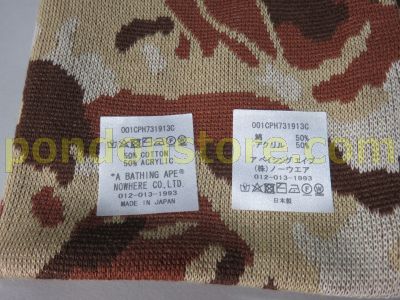 001CPH731913C
50% COTTON
50% ACRYLIC
"A BATHING APE®
NOWHERE CO.,LTD.
012-013-1993
MADE IN JAPAN
001CPH731913C
綿 50%
アクリル 50%
ア ベイシング エイプ
(株)ノーウエア
012-013-1993
日本製
ponder-store.com